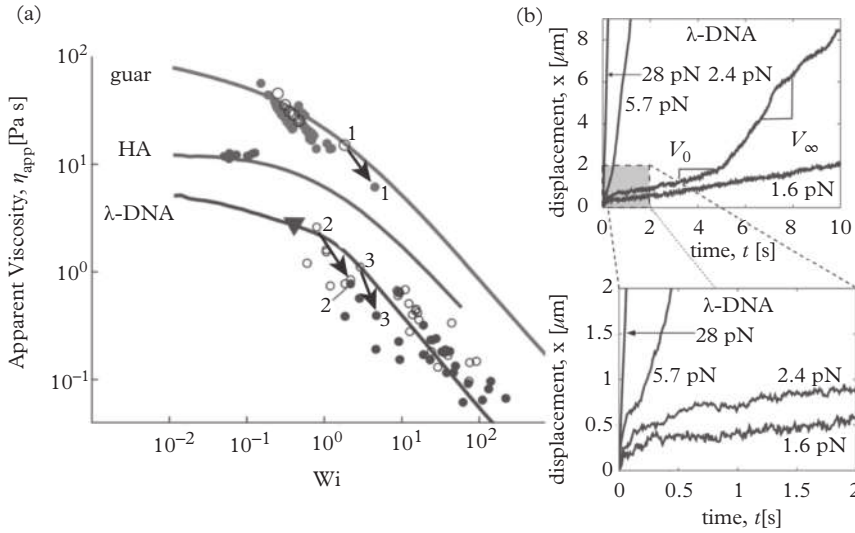 (a)
10²
10¹
10⁰
10⁻¹
Apparent Viscosity, η_app[Pa s]
guar
HA
λ-DNA
1
1
2
2
3
3
10⁻² 10⁻¹ 10⁰ 10¹ 10²
Wi
(b)
8
6
4
2
0
displacement, x [μm]
λ-DNA
28 pN 2.4 pN
5.7 pN
V₀
V∞
1.6 pN
0 2 4 6 8 10
time, t [s]
2
1.5
1
0.5
0
displacement, x [μm]
λ-DNA
28 pN
5.7 pN
2.4 pN
1.6 pN
0 0.5 1 1.5 2
time, t[s]